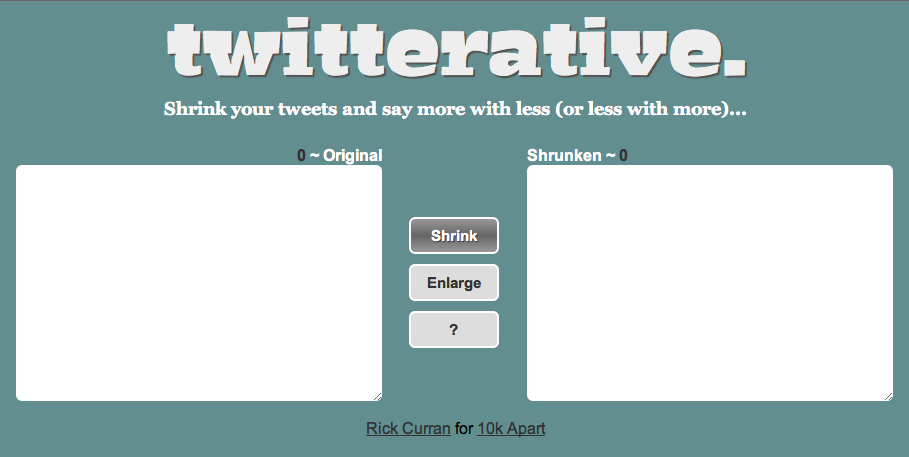 twitterative.
Shrink your tweets and say more with less (or less with more)...
0 ~ Original
Shrunken ~ 0
Shrink
Enlarge
?
Rick Curran for 10k Apart